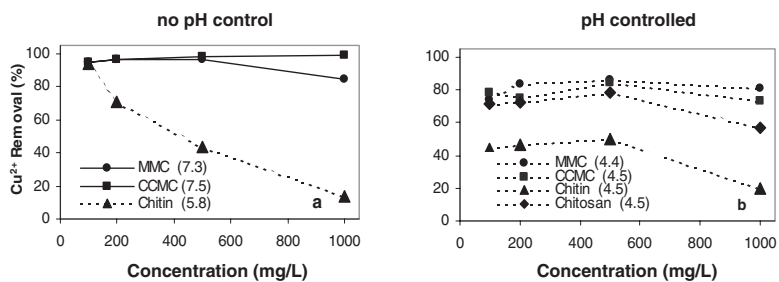 no pH control
Cu2+ Removal (%)
100
80
60
40
20
0
MMC (7.3)
CCMC (7.5)
Chitin (5.8)
a
0 200 400 600 800 1000
Concentration (mg/L)
pH controlled
100
80
60
40
20
0
MMC (4.4)
CCMC (4.5)
Chitin (4.5)
Chitosan (4.5)
b
0 200 400 600 800 1000
Concentration (mg/L)